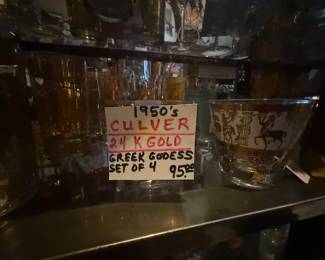 1950's
CULVER
24 K GOLD
GREEK GODESS
SET OF 4 95.00